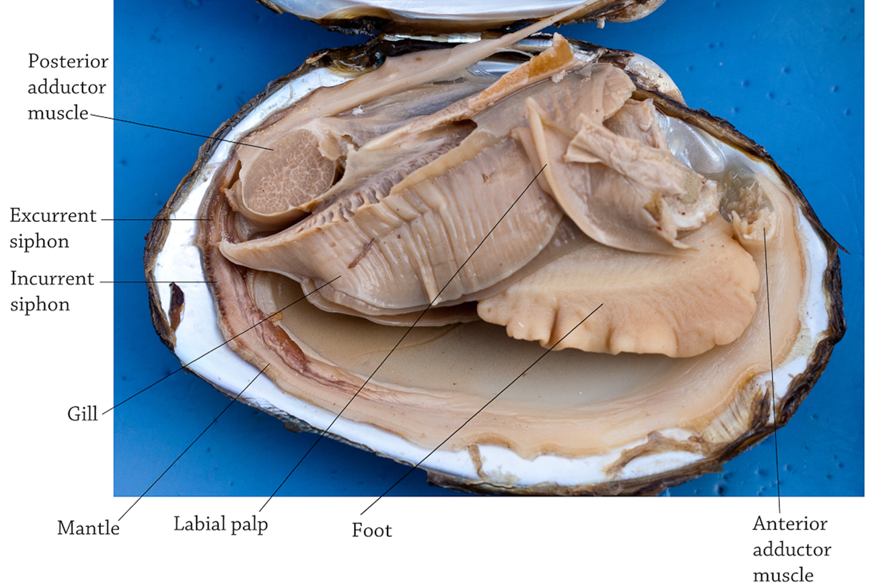 Posterior
adductor
muscle
Excurrent
siphon
Incurrent
siphon
Gill
Mantle
Labial palp
Foot
Anterior
adductor
muscle